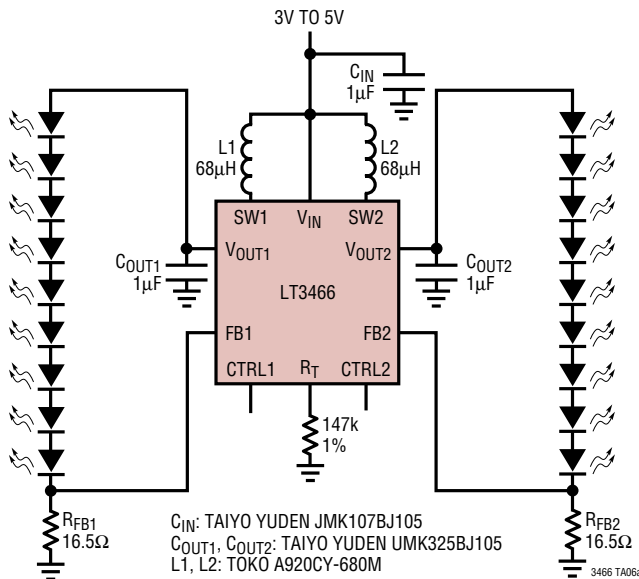 3V TO 5V
CIN
1µF
L1
68µH
L2
68µH
SW1
VIN
SW2
VOUT1
VOUT2
COUT1
1µF
COUT2
1µF
LT3466
FB1
FB2
CTRL1
RT
CTRL2
147k
1%
RFB1
16.5Ω
RFB2
16.5Ω
CIN: TAIYO YUDEN JMK107BJ105
COUT1, COUT2: TAIYO YUDEN UMK325BJ105
L1, L2: TOKO A920CY-680M
3466 TA06a